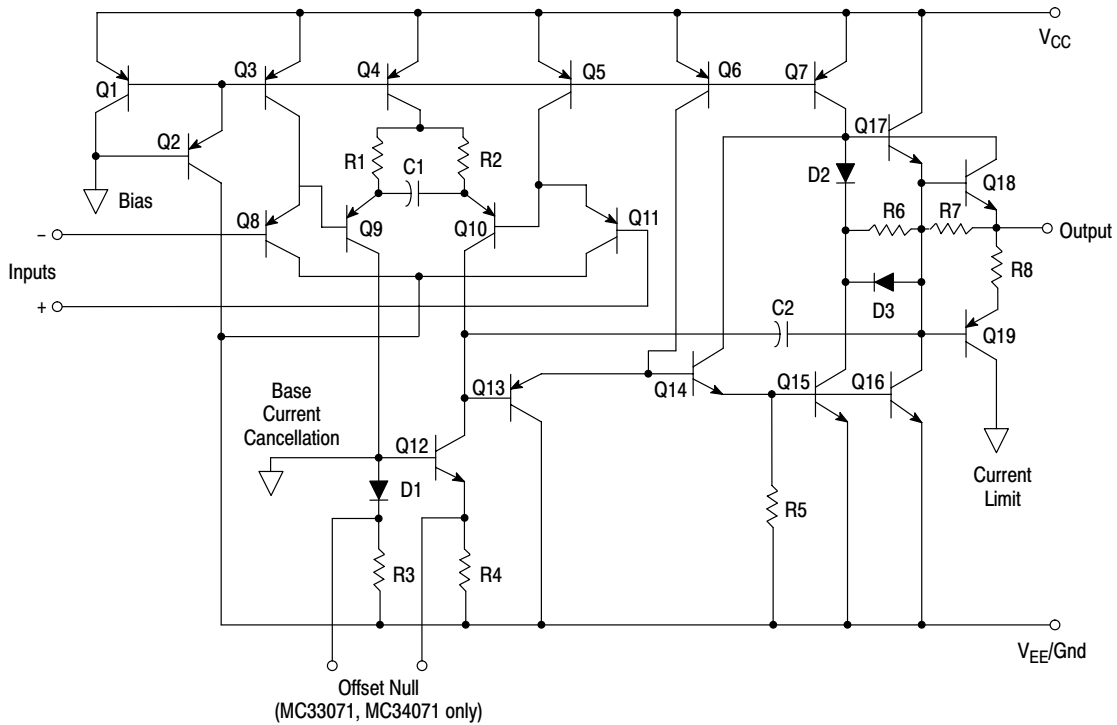 VCC
Q1
Q3
Q4
Q5
Q6
Q7
Q2
Q17
R1
C1
R2
D2
Q18
Bias
Q8
Q9
Q10
Q11
R6
R7
Output
–
Inputs
+
R8
D3
C2
Q19
Q13
Q14
Q15
Q16
Base
Current
Cancellation
Q12
D1
Current
Limit
R5
R3
R4
VEE/Gnd
Offset Null
(MC33071, MC34071 only)